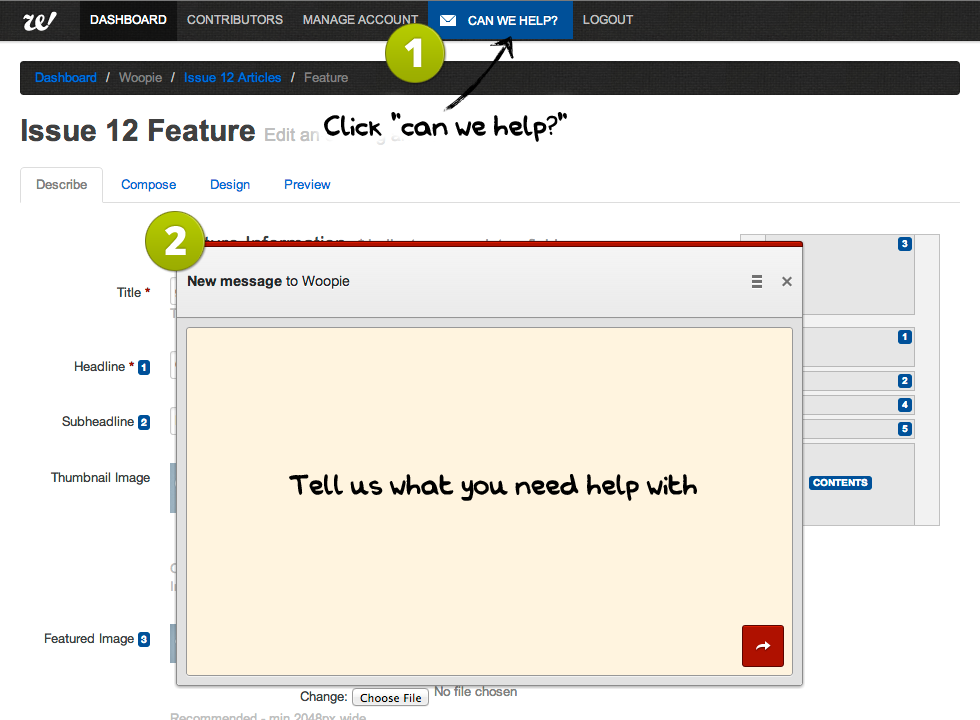 we!
DASHBOARD CONTRIBUTORS MANAGE ACCOUNT CAN WE HELP? LOGOUT
1
Dashboard / Woopie / Issue 12 Articles / Feature
Click "can we help?"
Issue 12 Feature Edit an
Describe Compose Design Preview
2
New message to Woopie
3
Title *
1
Headline * 1
2
4
Subheadline 2
5
Thumbnail Image
CONTENTS
Tell us what you need help with
Featured Image 3
Change: Choose File No file chosen
Recommended - min 2048px wide